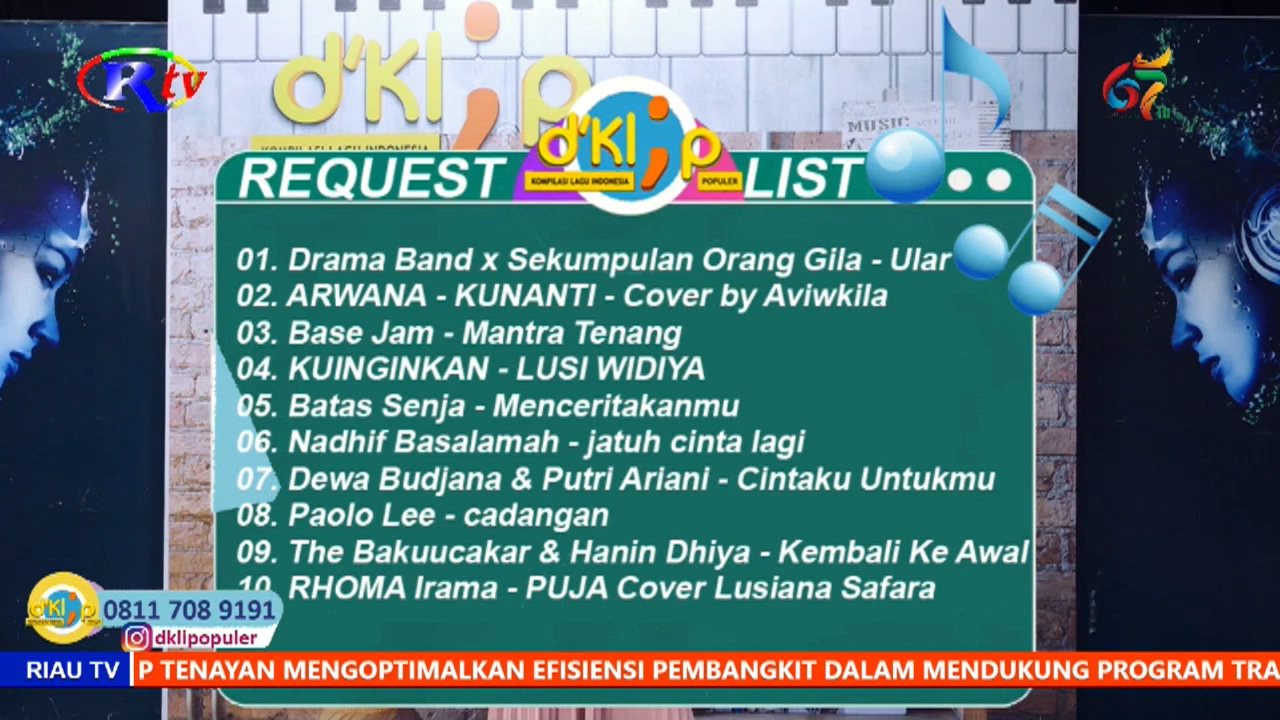 Rtv
67
d'Klip
KOMPILASI LAGU INDONESIA
MUSIC
REQUEST
d'Klip
KOMPILASI LAGU INDONESIA
POPULER
LIST
01. Drama Band x Sekumpulan Orang Gila - Ular
02. ARWANA - KUNANTI - Cover by Aviwkila
03. Base Jam - Mantra Tenang
04. KUINGINKAN - LUSI WIDIYA
05. Batas Senja - Menceritakanmu
06. Nadhif Basalamah - jatuh cinta lagi
07. Dewa Budjana & Putri Ariani - Cintaku Untukmu
08. Paolo Lee - cadangan
09. The Bakuucakar & Hanin Dhiya - Kembali Ke Awal
10. RHOMA Irama - PUJA Cover Lusiana Safara
d'Klip
0811 708 9191
dklipopuler
RIAU TV
P TENAYAN MENGOPTIMALKAN EFISIENSI PEMBANGKIT DALAM MENDUKUNG PROGRAM TRA